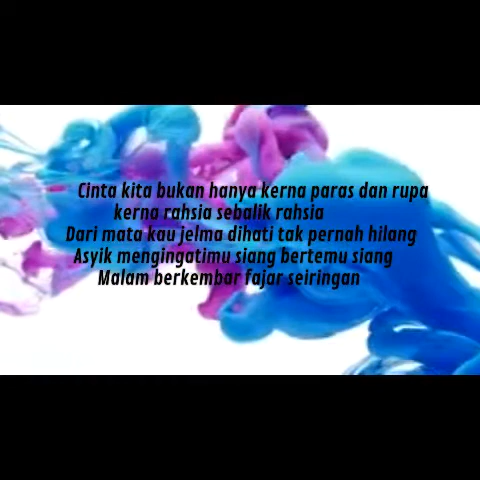 Cinta kita bukan hanya kerna paras dan rupa
kerna rahsia sebalik rahsia
Dari mata kau jelma dihati tak pernah hilang
Asyik mengingatimu siang bertemu siang
Malam berkembar fajar seiringan